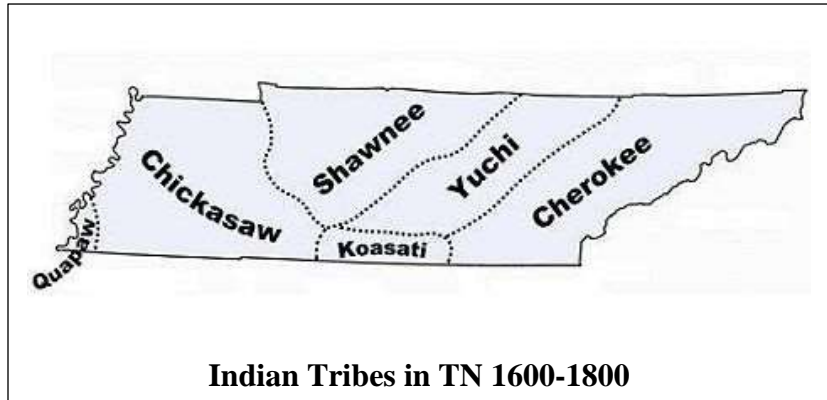 Chickasaw
Shawnee
Yuchi
Cherokee
Quapaw
Koasati
Indian Tribes in TN 1600-1800